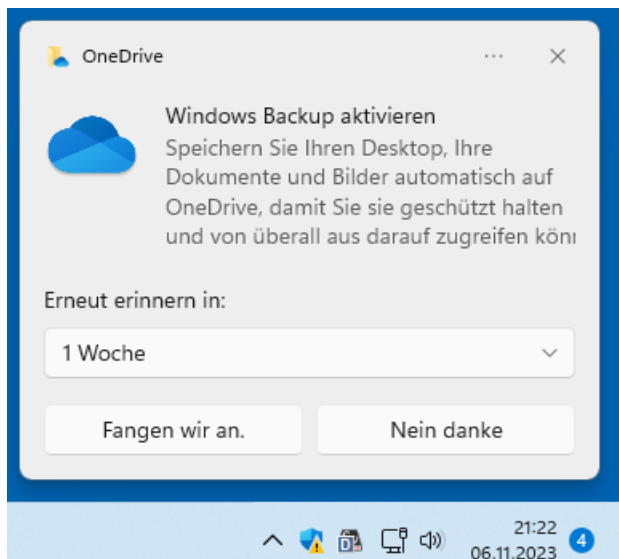 OneDrive
Windows Backup aktivieren
Speichern Sie Ihren Desktop, Ihre
Dokumente und Bilder automatisch auf
OneDrive, damit Sie sie geschützt halten
und von überall aus darauf zugreifen könn
Erneut erinnern in:
1 Woche
Fangen wir an.
Nein danke
21:22
06.11.2023
4